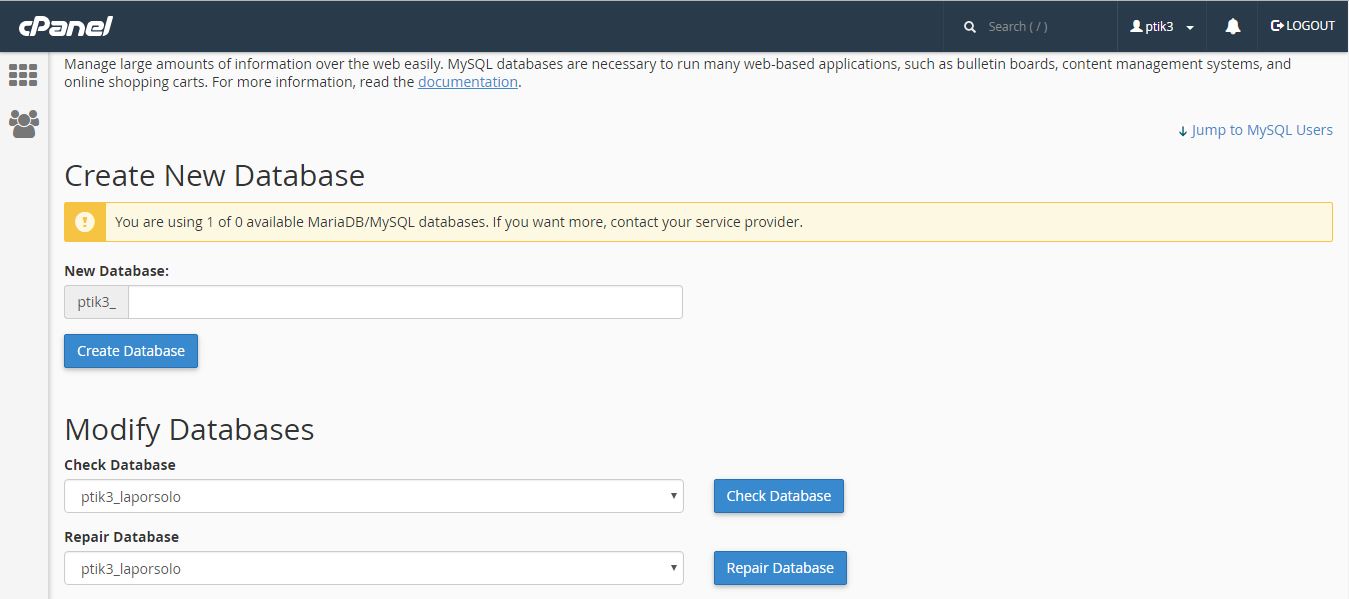 cPanel
Search ( / )
ptik3
LOGOUT
Manage large amounts of information over the web easily. MySQL databases are necessary to run many web-based applications, such as bulletin boards, content management systems, and
online shopping carts. For more information, read the documentation.
Jump to MySQL Users
Create New Database
You are using 1 of 0 available MariaDB/MySQL databases. If you want more, contact your service provider.
New Database:
ptik3_
Create Database
Modify Databases
Check Database
ptik3_laporsolo
Check Database
Repair Database
ptik3_laporsolo
Repair Database